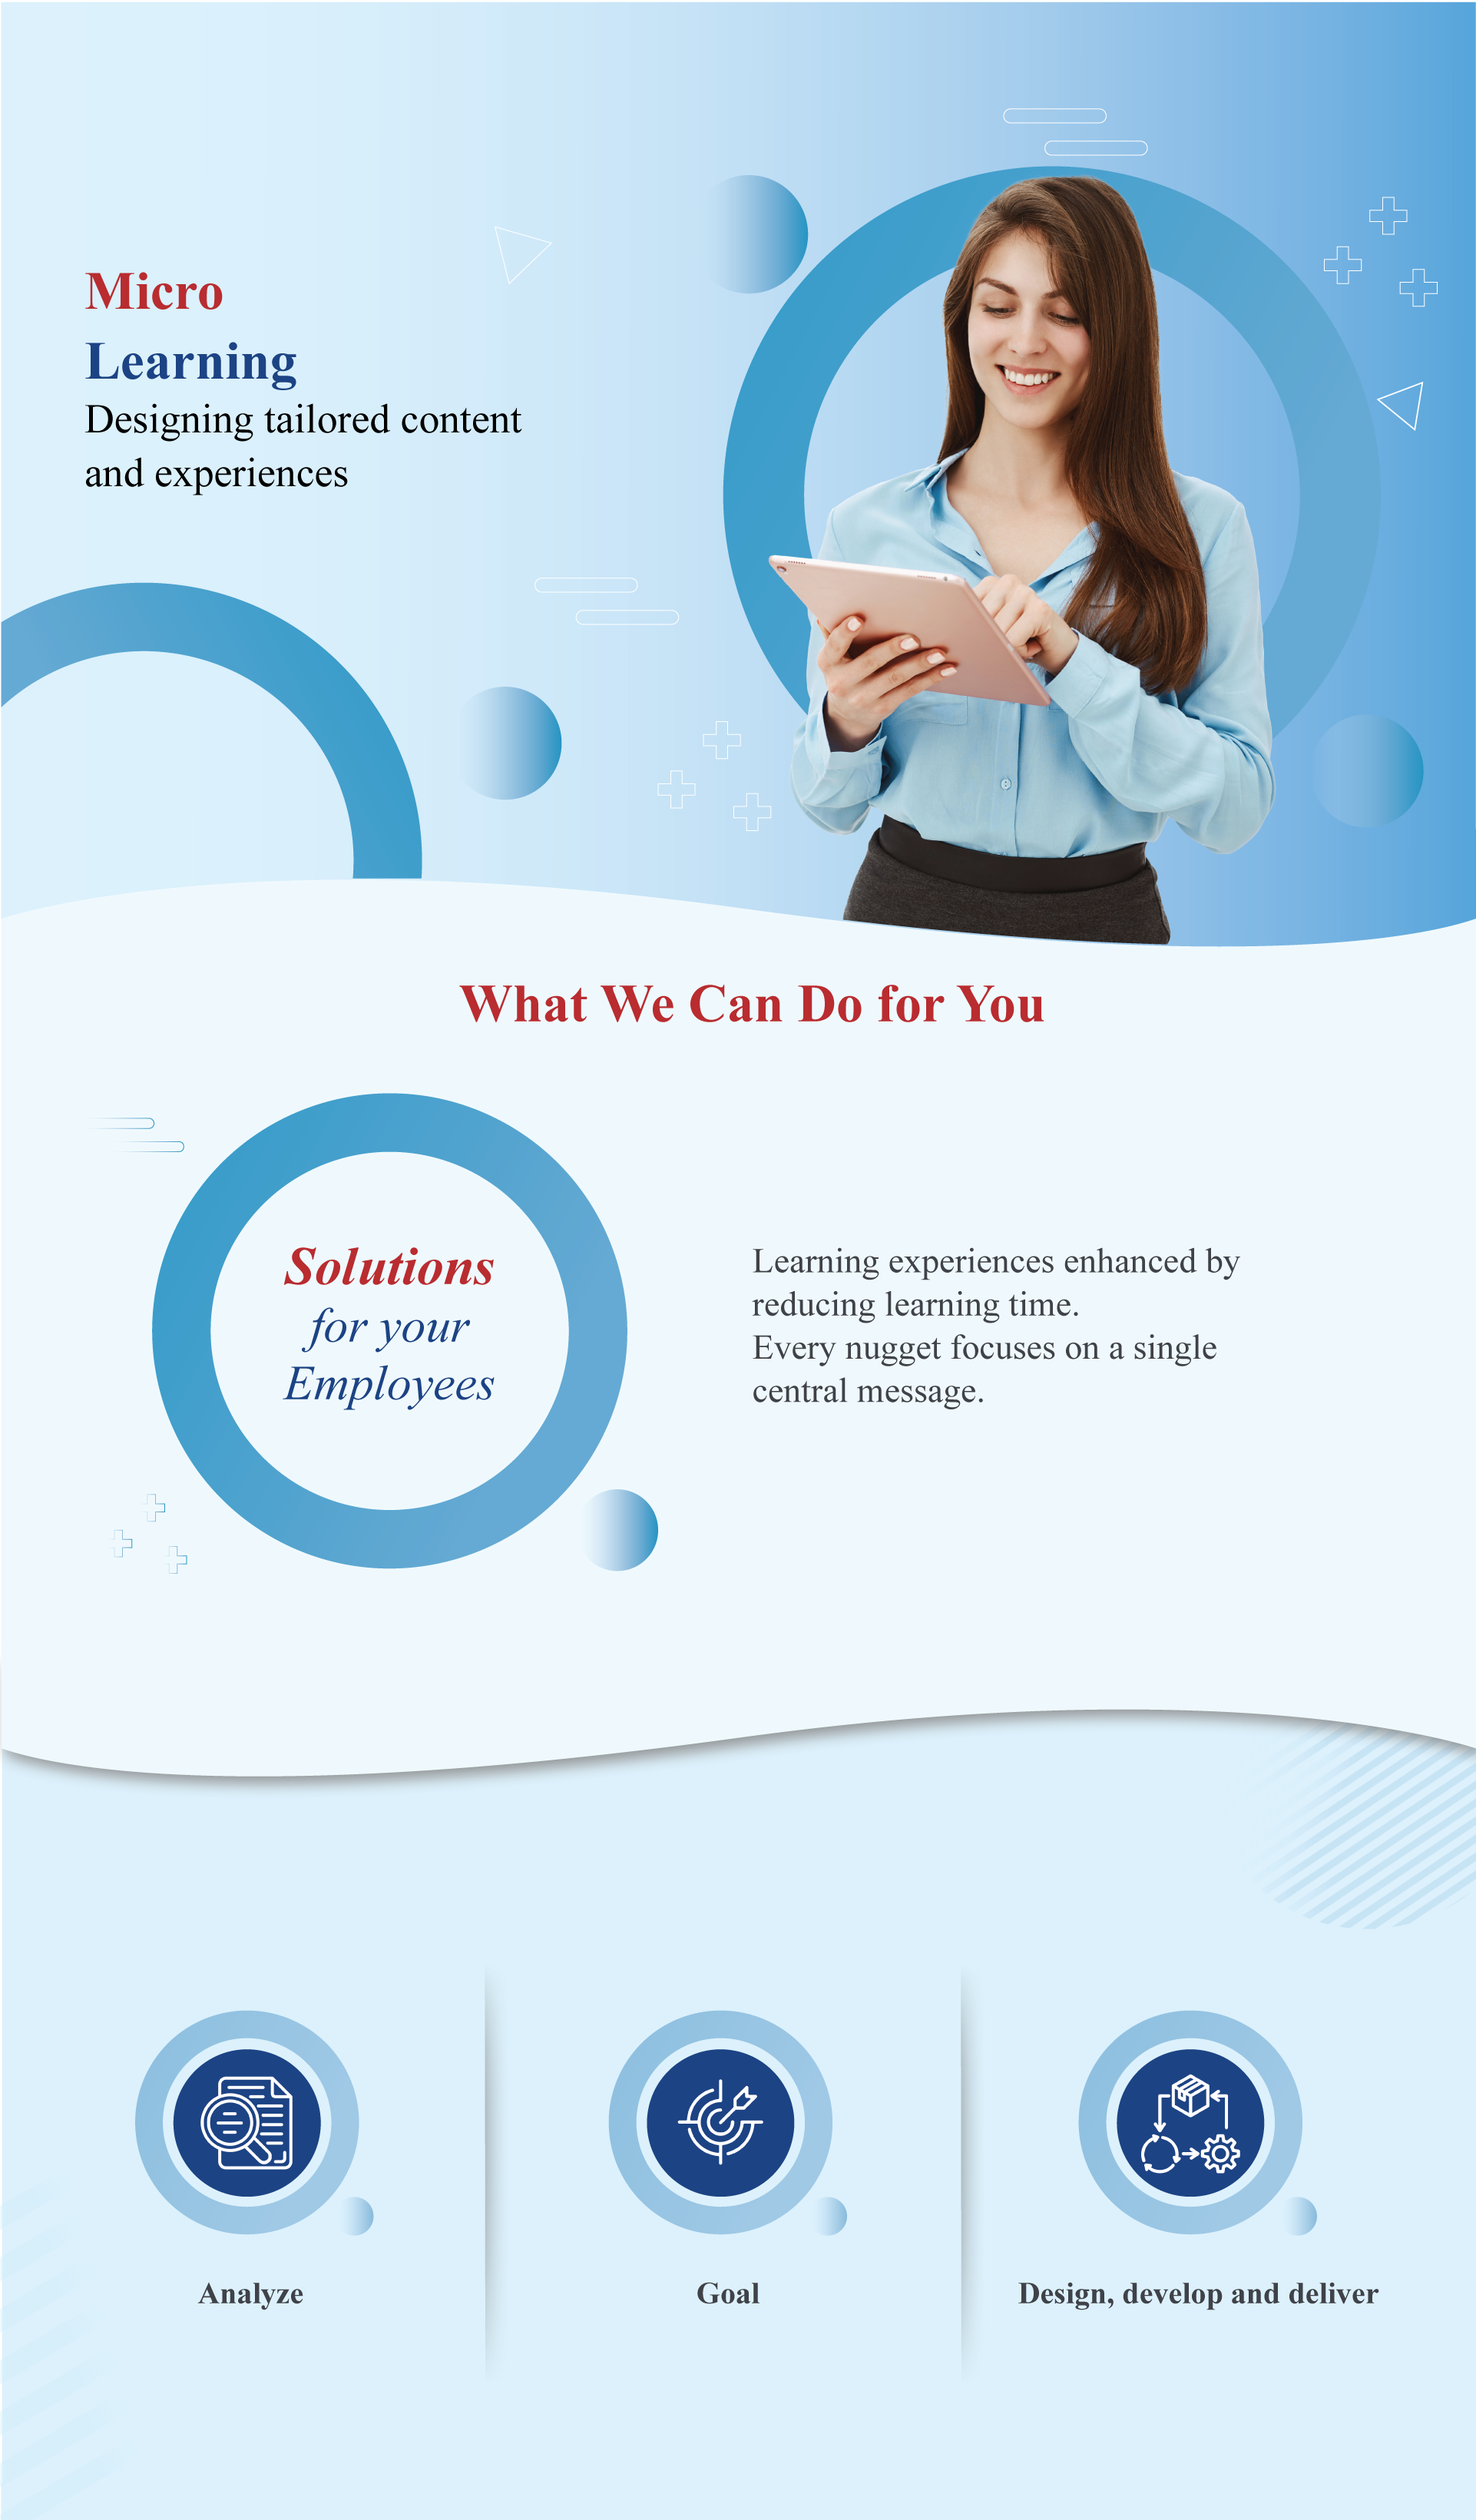 Micro
Learning
Designing tailored content
and experiences
What We Can Do for You
Solutions
for your
Employees
Learning experiences enhanced by
reducing learning time.
Every nugget focuses on a single
central message.
Analyze
Goal
Design, develop and deliver